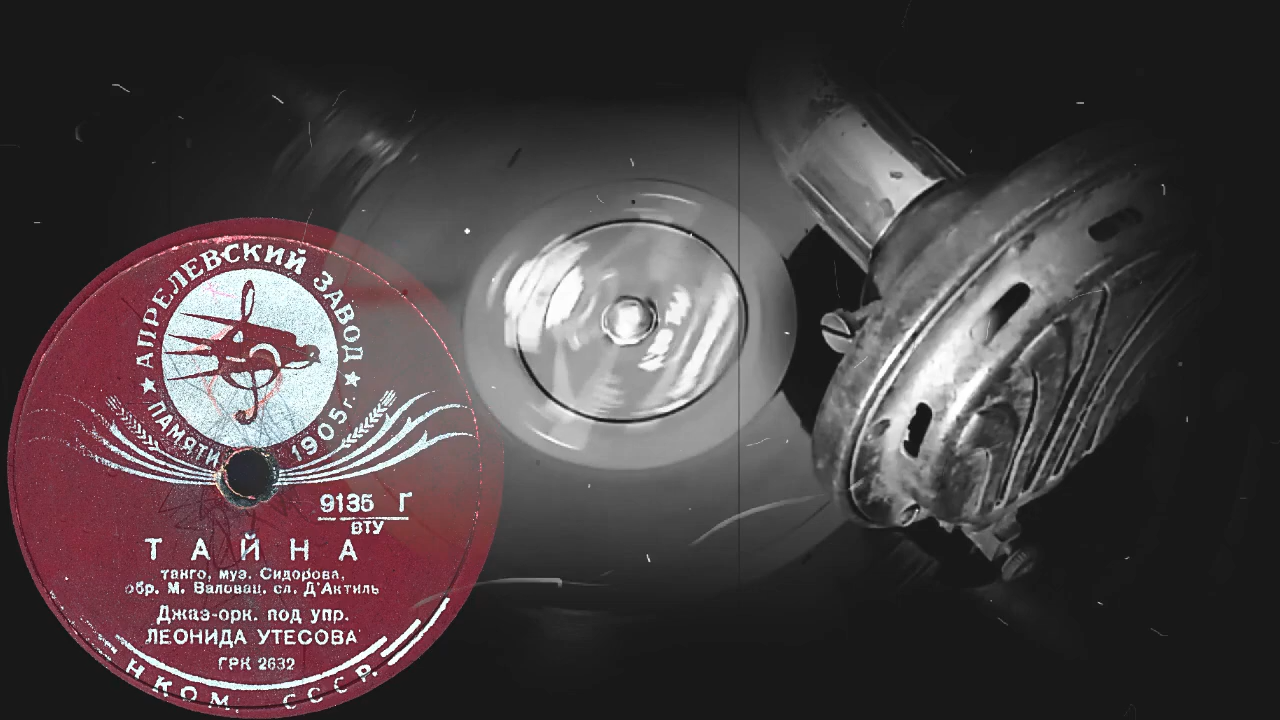 ★ АПРЕЛЕВСКИЙ ЗАВОД ★
ПАМЯТИ 1905 г.
9135 Г
ВТУ
ТАЙНА
танго, муз. Сидорова,
обр. М. Воловац, сл. Д'Актиль
Джаз-орк. под упр.
ЛЕОНИДА УТЕСОВА
ГРК 2632
НКОМ. СССР.